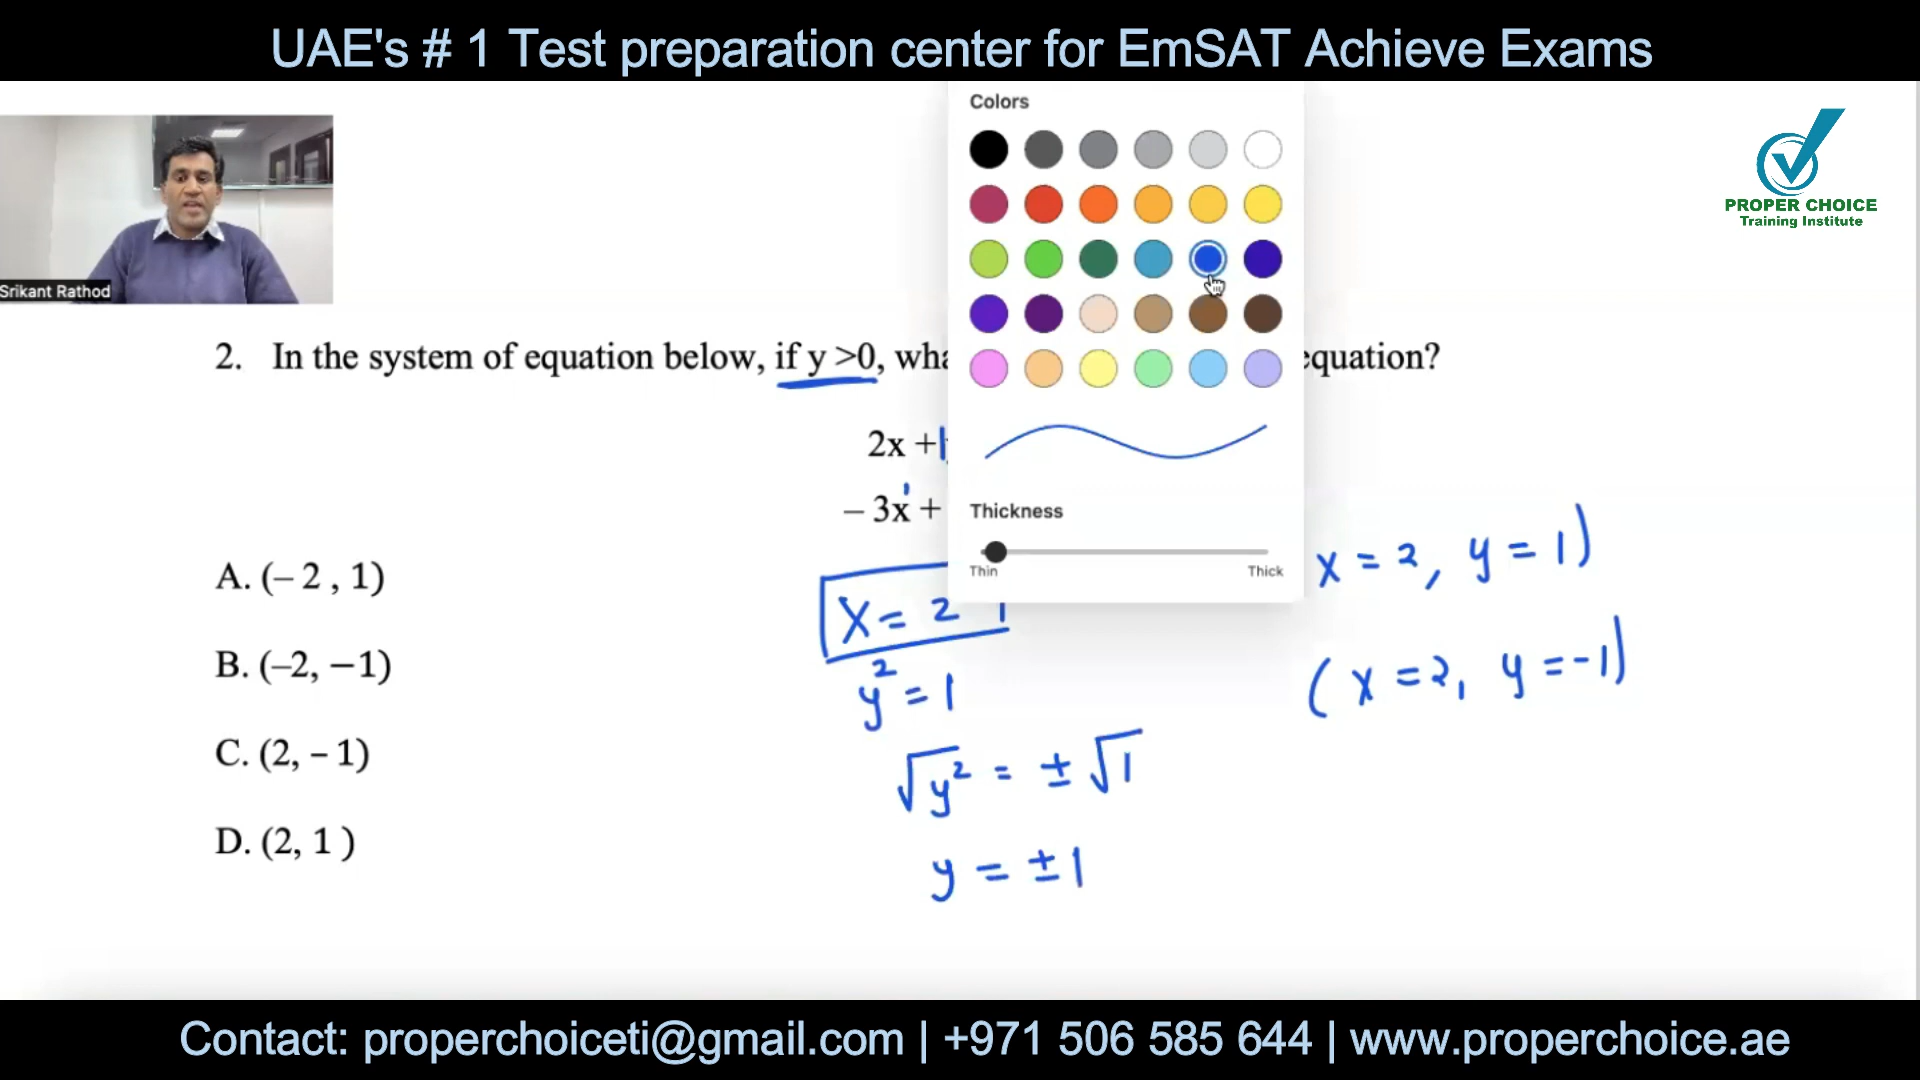 UAE's # 1 Test preparation center for EmSAT Achieve Exams
Colors
PROPER CHOICE
Training Institute
Srikant Rathod
2. In the system of equation below, if y >0, equation?
2x +
– 3x +
Thickness
Thin Thick
A. (– 2 , 1)
B. (–2, – 1)
C. (2, – 1)
D. (2, 1 )
x = 2
y² = 1
√y² = ± √1
y = ±1
x = 2, y = 1)
(x = 2, y = -1)
Contact: properchoiceti@gmail.com | +971 506 585 644 | www.properchoice.ae